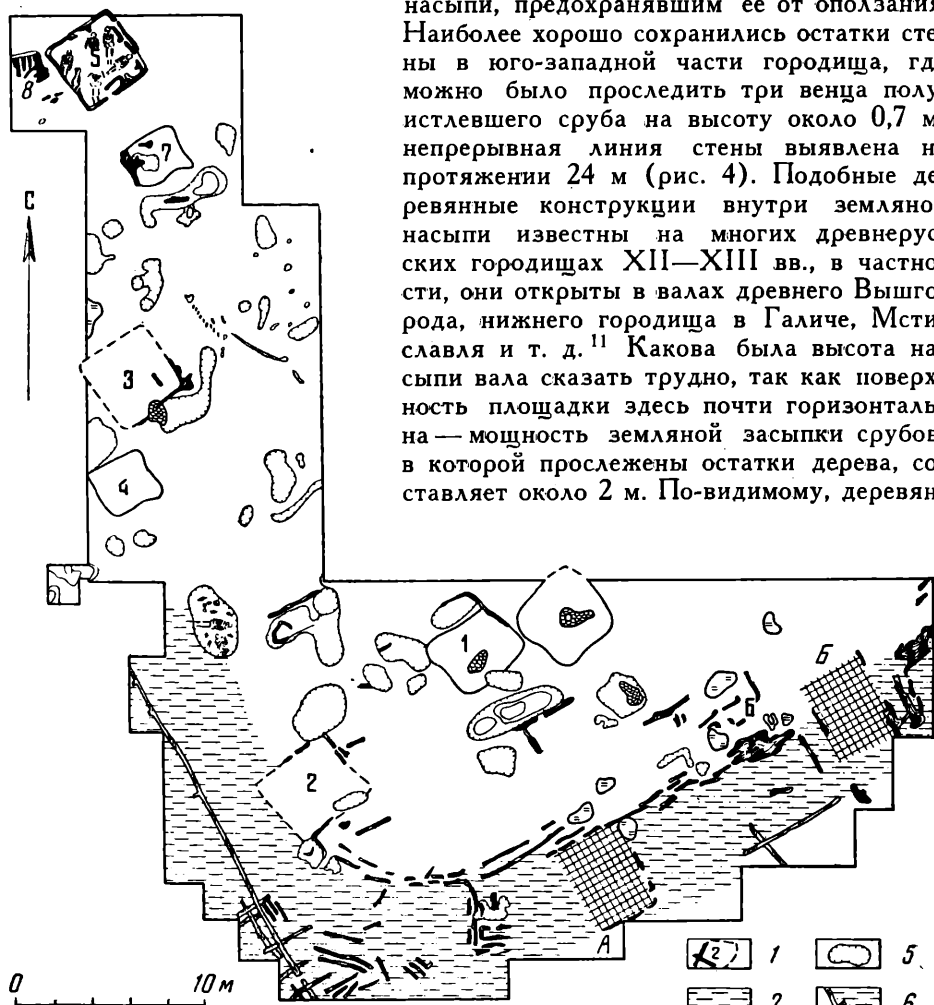 насыпи, предохранявшим ее от оползания
Наиболее хорошо сохранились остатки сте
ны в юго-западной части городища, гд
можно было проследить три венца полу
истлевшего сруба на высоту около 0,7 м
непрерывная линия стены выявлена н
протяжении 24 м (рис. 4). Подобные де
ревянные конструкции внутри земляно
насыпи известны на многих древнерус
ских городищах XII—XIII вв., в частно
сти, они открыты в валах древнего Вышго
рода, нижнего городища в Галиче, Мсти
славля и т. д. 11 Какова была высота на
сыпи вала сказать трудно, так как поверх
ность площадки здесь почти горизонталь
на — мощность земляной засыпки срубов
в которой прослежены остатки дерева, со
ставляет около 2 м. По-видимому, деревян
5
8
7
С
3
4
1
Б
6
2
А
0 10 м
2 1 5
2 6